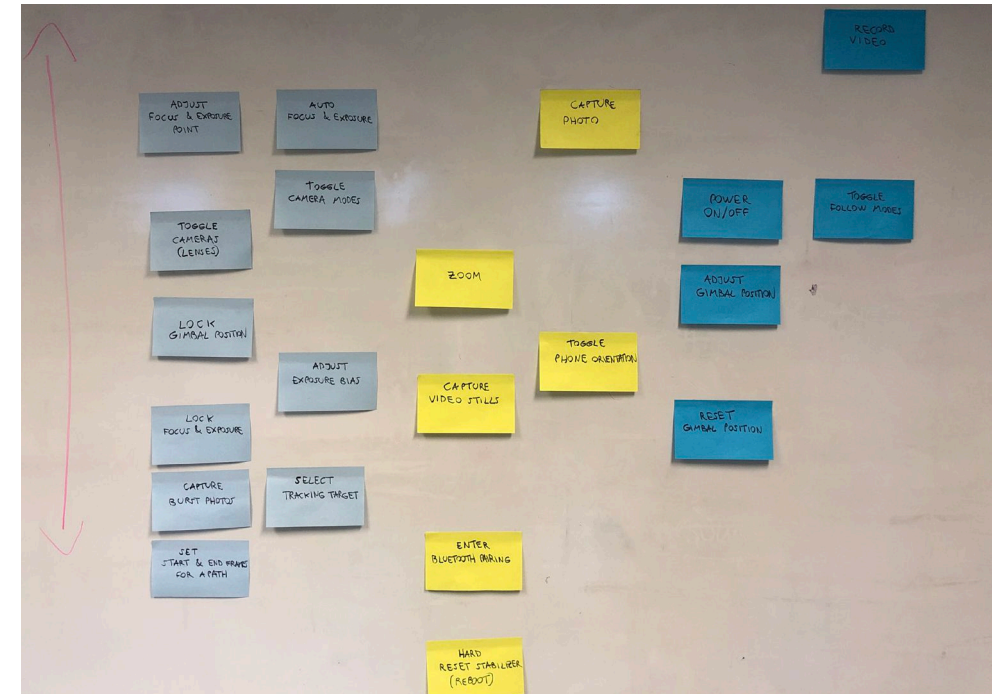 RECORD
VIDEO
ADJUST
FOCUS & EXPOSURE
POINT
AUTO
FOCUS & EXPOSURE
CAPTURE
PHOTO
TOGGLE
CAMERA MODES
POWER
ON/OFF
TOGGLE
FOLLOW MODES
TOGGLE
CAMERAS
(LENSES)
ZOOM
ADJUST
GIMBAL POSITION
LOCK
GIMBAL POSITION
TOGGLE
PHONE ORIENTATION
ADJUST
EXPOSURE BIAS
CAPTURE
VIDEO STILLS
RESET
GIMBAL POSITION
LOCK
FOCUS & EXPOSURE
CAPTURE
BURST PHOTOS
SELECT
TRACKING TARGET
ENTER
BLUETOOTH PAIRING
SET
START & END FRAMES
FOR A PATH
HARD
RESET STABILIZER
(REBOOT)